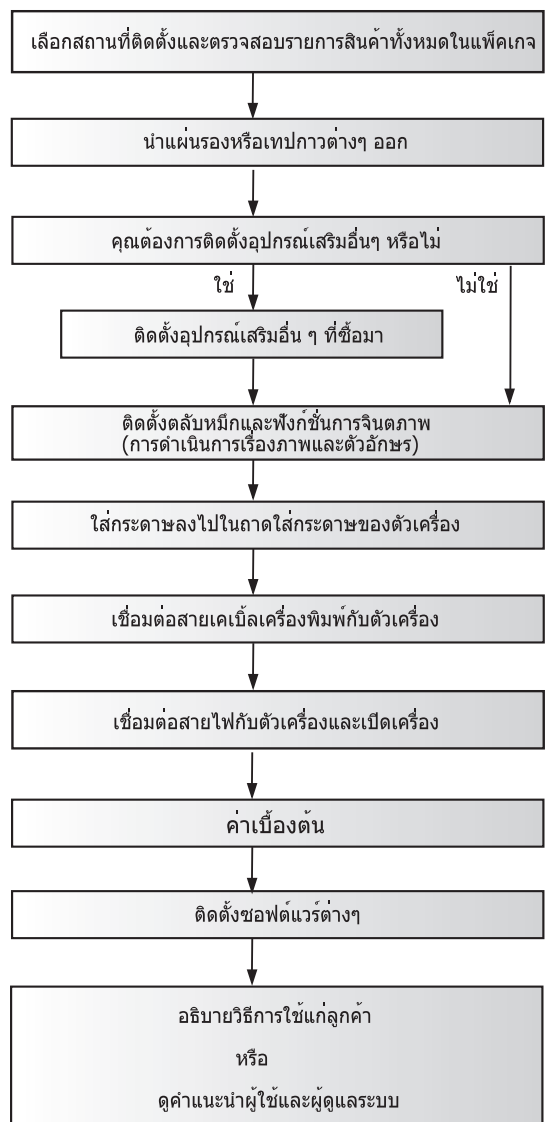 เลือกสถานที่ติดตั้งและตรวจสอบรายการสินค้าทั้งหมดในแพ็คเกจ
นำแผ่นรองหรือเทปกาวต่างๆ ออก
คุณต้องการติดตั้งอุปกรณ์เสริมอื่นๆ หรือไม่
ใช่
ไม่ใช่
ติดตั้งอุปกรณ์เสริมอื่น ๆ ที่ซื้อมา
ติดตั้งตลับหมึกและฟังก์ชั่นการจินตภาพ
(การดำเนินการเรื่องภาพและตัวอักษร)
ใส่กระดาษลงไปในถาดใส่กระดาษของตัวเครื่อง
เชื่อมต่อสายเคเบิ้ลเครื่องพิมพ์กับตัวเครื่อง
เชื่อมต่อสายไฟกับตัวเครื่องและเปิดเครื่อง
ค่าเบื้องต้น
ติดตั้งซอฟต์แวร์ต่างๆ
อธิบายวิธีการใช้แก่ลูกค้า
หรือ
ดูคำแนะนำผู้ใช้และผู้ดูแลระบบ